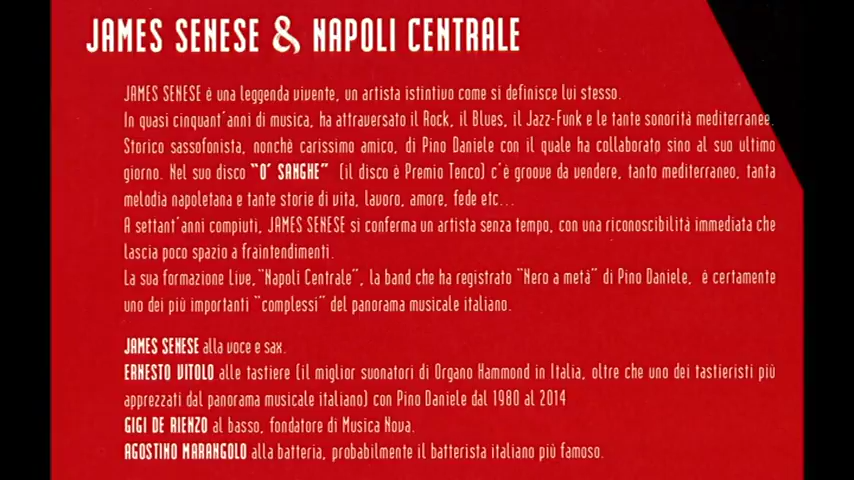 JAMES SENESE & NAPOLI CENTRALE
JAMES SENESE è una leggenda vivente, un artista istintivo come si definisce lui stesso.
In quasi cinquant'anni di musica, ha attraversato il Rock, il Blues, il Jazz-Funk e le tante sonorità mediterranee.
Storico sassofonista, nonchè carissimo amico, di Pino Daniele con il quale ha collaborato sino al suo ultimo
giorno. Nel suo disco "O' SANGHE" (il disco è Premio Tenco) c'è groove da vendere, tanto mediterraneo, tanta
melodia napoletana e tante storie di vita, lavoro, amore, fede etc...
A settant'anni compiuti, JAMES SENESE si conferma un artista senza tempo, con una riconoscibilità immediata che
lascia poco spazio a fraintendimenti.
La sua formazione Live,"Napoli Centrale", la band che ha registrato "Nero a metà" di Pino Daniele, è certamente
uno dei più importanti "complessi" del panorama musicale italiano.
JAMES SENESE alla voce e sax.
ERNESTO VITOLO alle tastiere (il miglior suonatori di Organo Hammond in Italia, oltre che uno dei tastieristi più
apprezzati dal panorama musicale italiano) con Pino Daniele dal 1980 al 2014
GIGI DE RIENZO al basso, fondatore di Musica Nova.
AGOSTINO MARANGOLO alla batteria, probabilmente il batterista italiano più famoso.